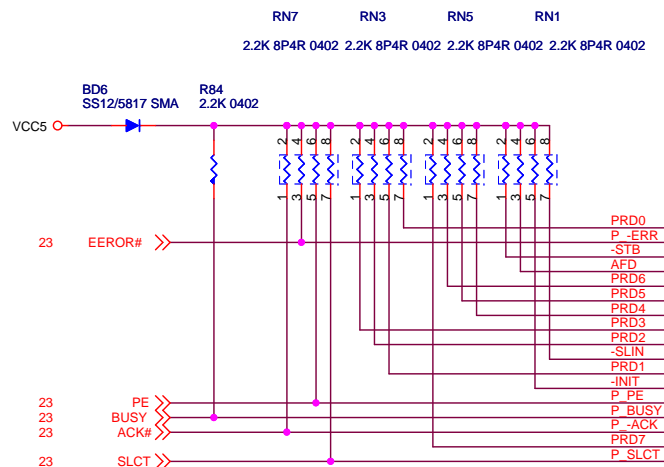 RN7 RN3 RN5 RN1
2.2K 8P4R 0402 2.2K 8P4R 0402 2.2K 8P4R 0402 2.2K 8P4R 0402
BD6 R84
SS12/5817 SMA 2.2K 0402
VCC5
2 4 6 8 2 4 6 8 2 4 6 8 2 4 6 8
1 3 5 7 1 3 5 7 1 3 5 7 1 3 5 7
PRD0
23 EEROR# P_-ERR
-STB
AFD
PRD6
PRD5
PRD4
PRD3
PRD2
-SLIN
PRD1
-INIT
23 PE P_PE
23 BUSY P_BUSY
23 ACK# P_-ACK
PRD7
23 SLCT P_SLCT